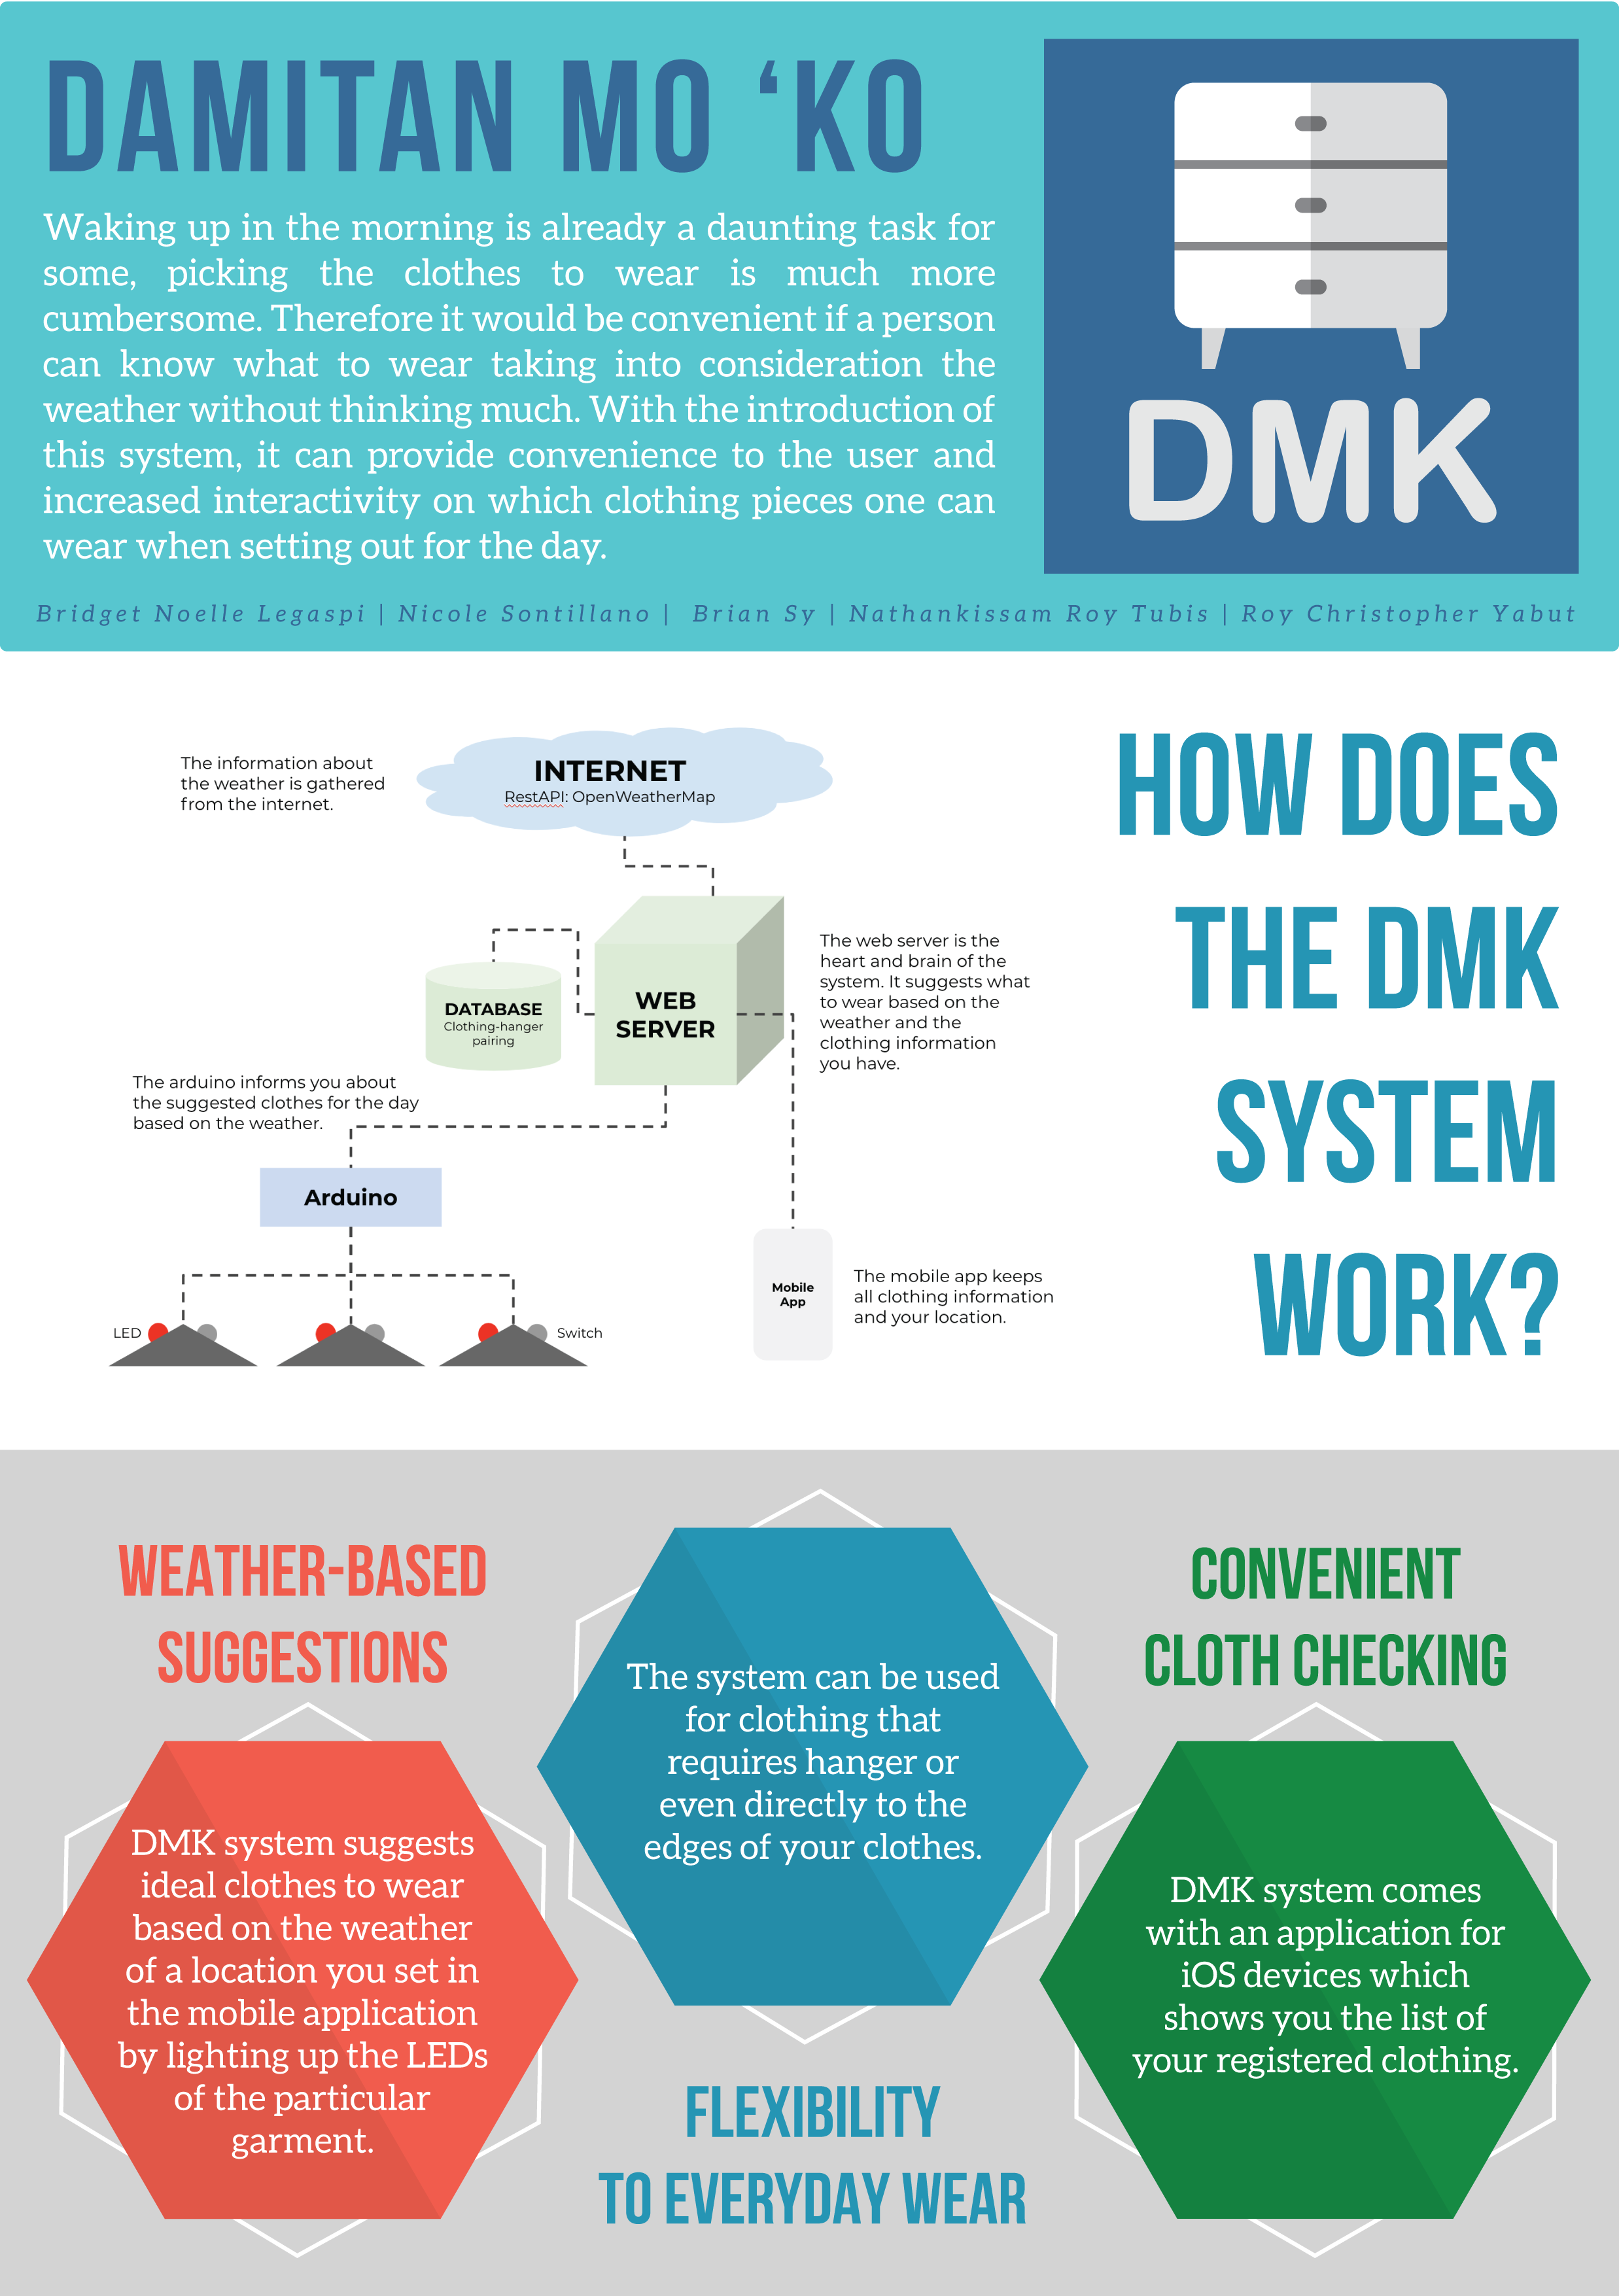 DAMITAN MO ‘KO
Waking up in the morning is already a daunting task for
some, picking the clothes to wear is much more
cumbersome. Therefore it would be convenient if a person
can know what to wear taking into consideration the
weather without thinking much. With the introduction of
this system, it can provide convenience to the user and
increased interactivity on which clothing pieces one can
wear when setting out for the day.
DMK
Bridget Noelle Legaspi | Nicole Sontillano | Brian Sy | Nathankissam Roy Tubis | Roy Christopher Yabut
HOW DOES
THE DMK
SYSTEM
WORK?
The information about
the weather is gathered
from the internet.
INTERNET
RestAPI: OpenWeatherMap
DATABASE
Clothing-hanger
pairing
WEB
SERVER
The web server is the
heart and brain of the
system. It suggests what
to wear based on the
weather and the
clothing information
you have.
The arduino informs you about
the suggested clothes for the day
based on the weather.
Arduino
LED
Switch
Mobile
App
The mobile app keeps
all clothing information
and your location.
WEATHER-BASED
SUGGESTIONS
DMK system suggests
ideal clothes to wear
based on the weather
of a location you set in
the mobile application
by lighting up the LEDs
of the particular
garment.
The system can be used
for clothing that
requires hanger or
even directly to the
edges of your clothes.
FLEXIBILITY
TO EVERYDAY WEAR
CONVENIENT
CLOTH CHECKING
DMK system comes
with an application for
iOS devices which
shows you the list of
your registered clothing.